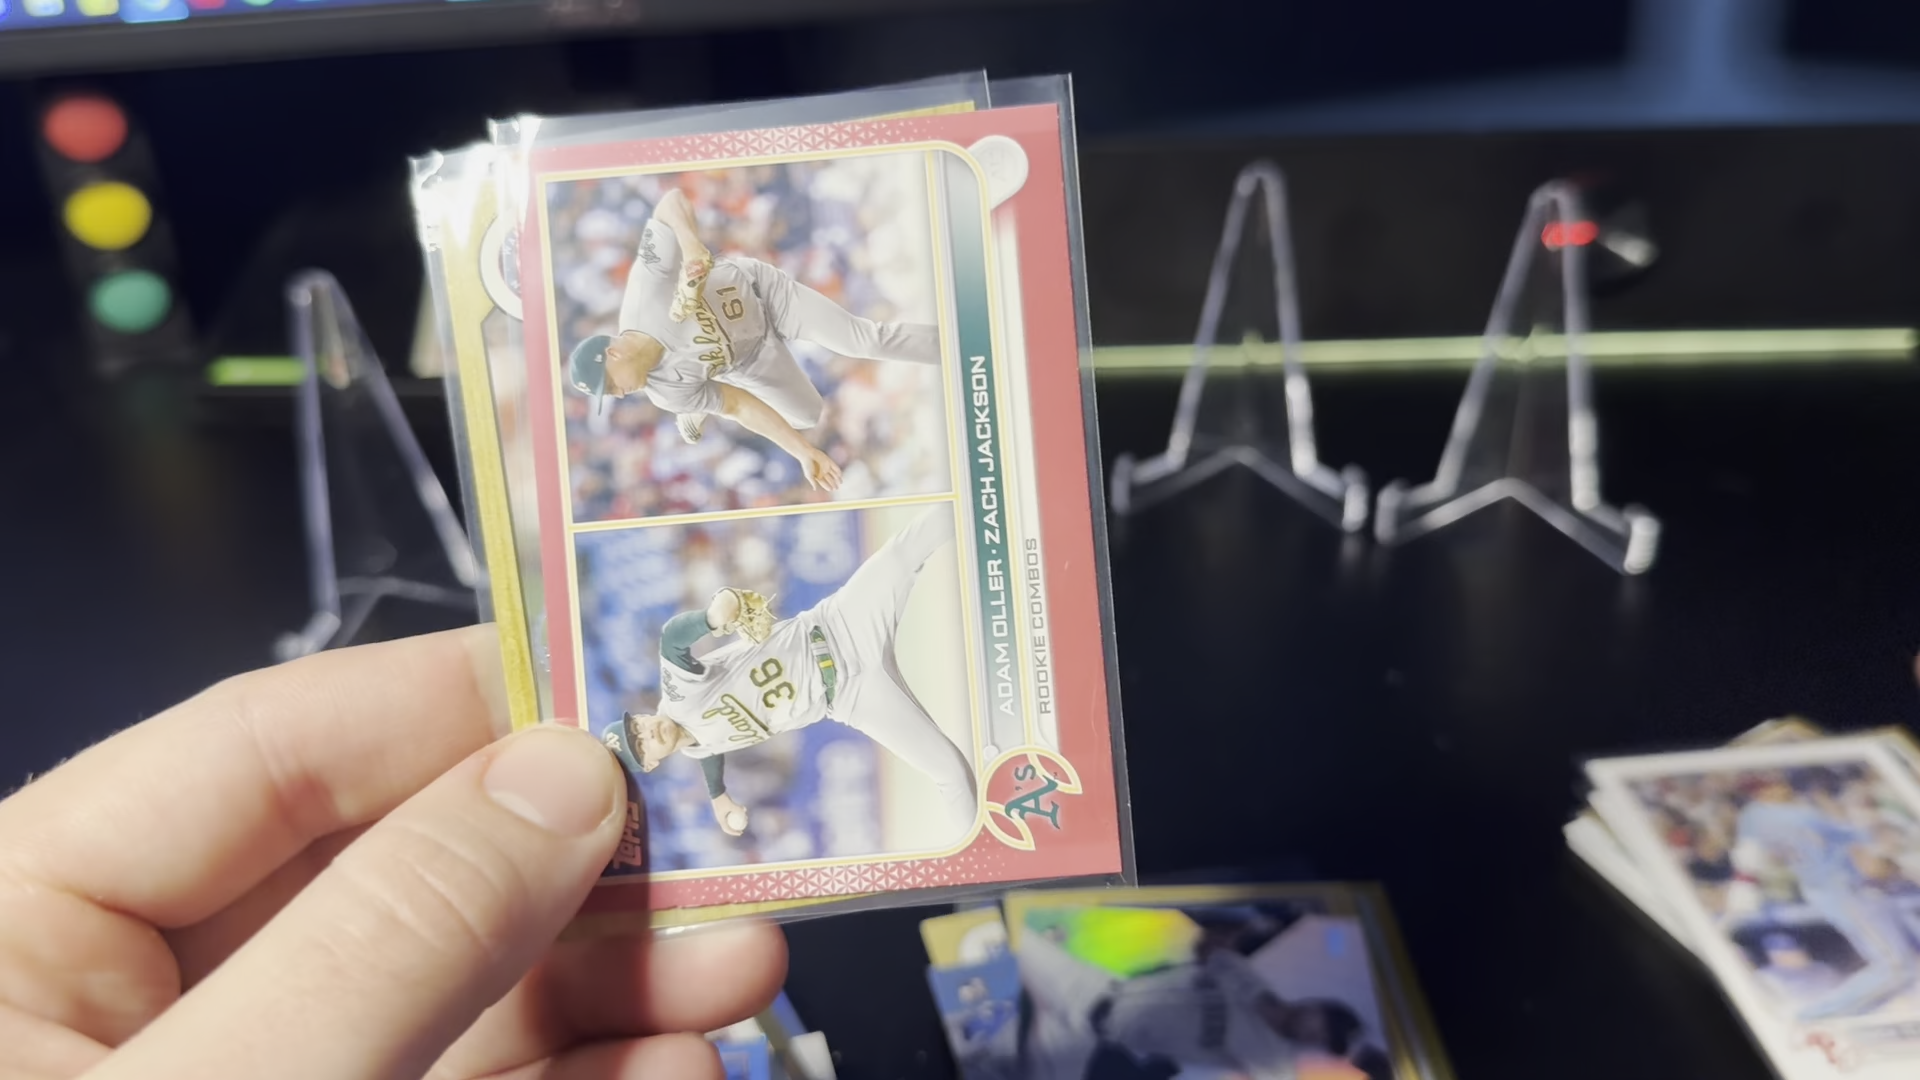 ADAM OLLER · ZACH JACKSON
ROOKIE COMBOS
A's
TOPPS
61
36